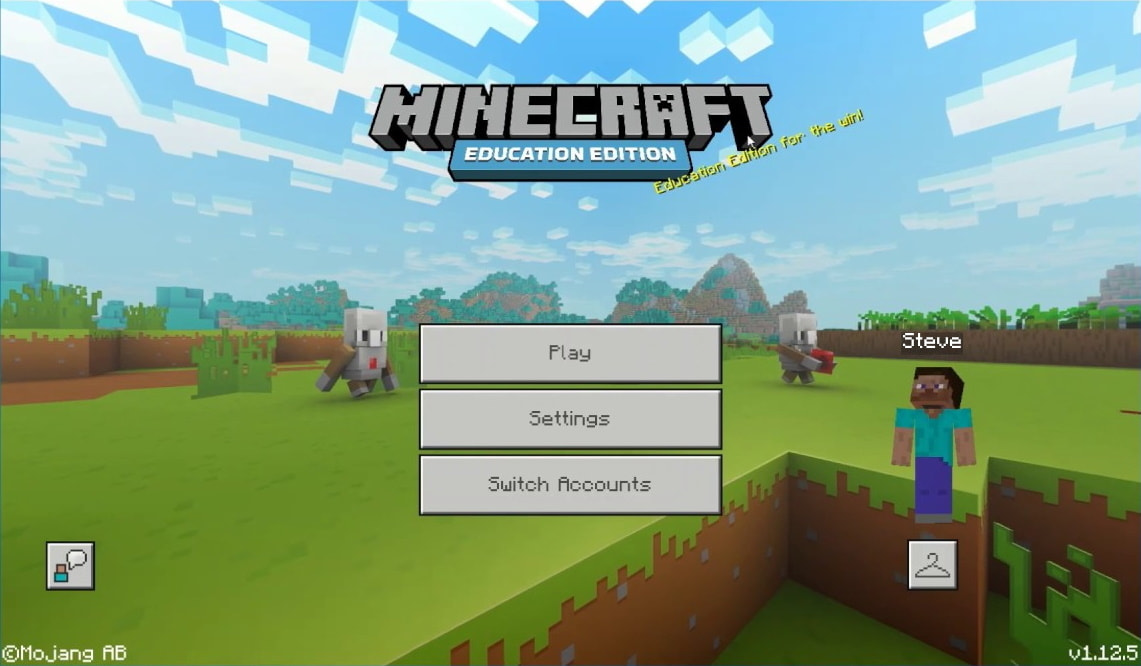 MINECRAFT
EDUCATION EDITION
Education Edition for the win!
Play
Steve
Settings
Switch Accounts
©Mojang AB
v1.12.5